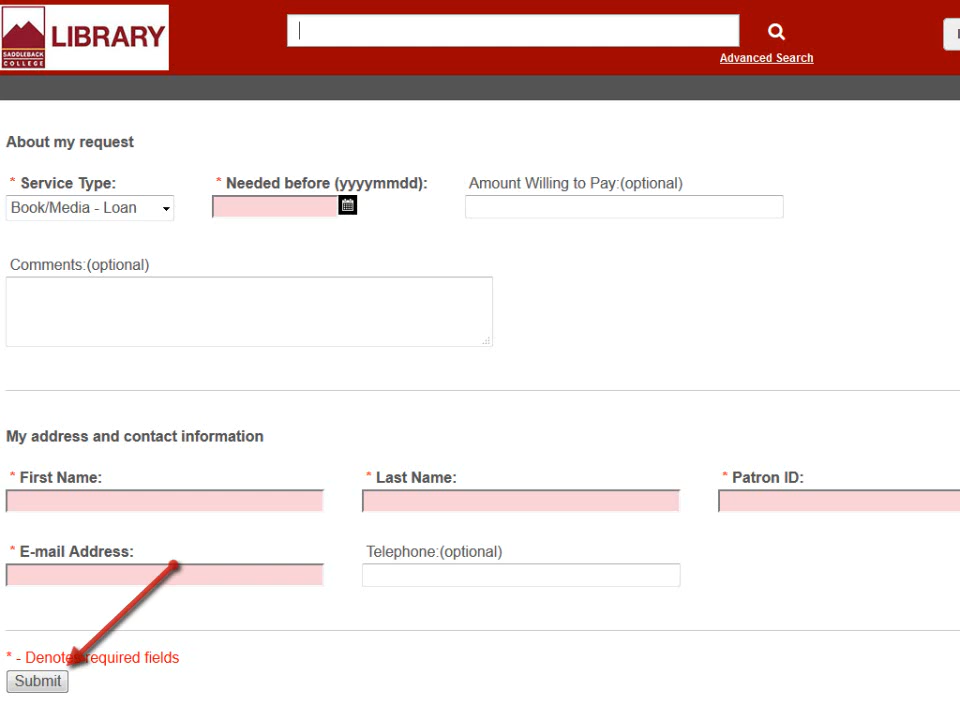 SADDLEBACK
COLLEGE
LIBRARY
Advanced Search
About my request
* Service Type:
* Needed before (yyyymmdd):
Amount Willing to Pay:(optional)
Book/Media - Loan
Comments:(optional)
My address and contact information
* First Name:
* Last Name:
* Patron ID:
* E-mail Address:
Telephone:(optional)
* - Denotes required fields
Submit